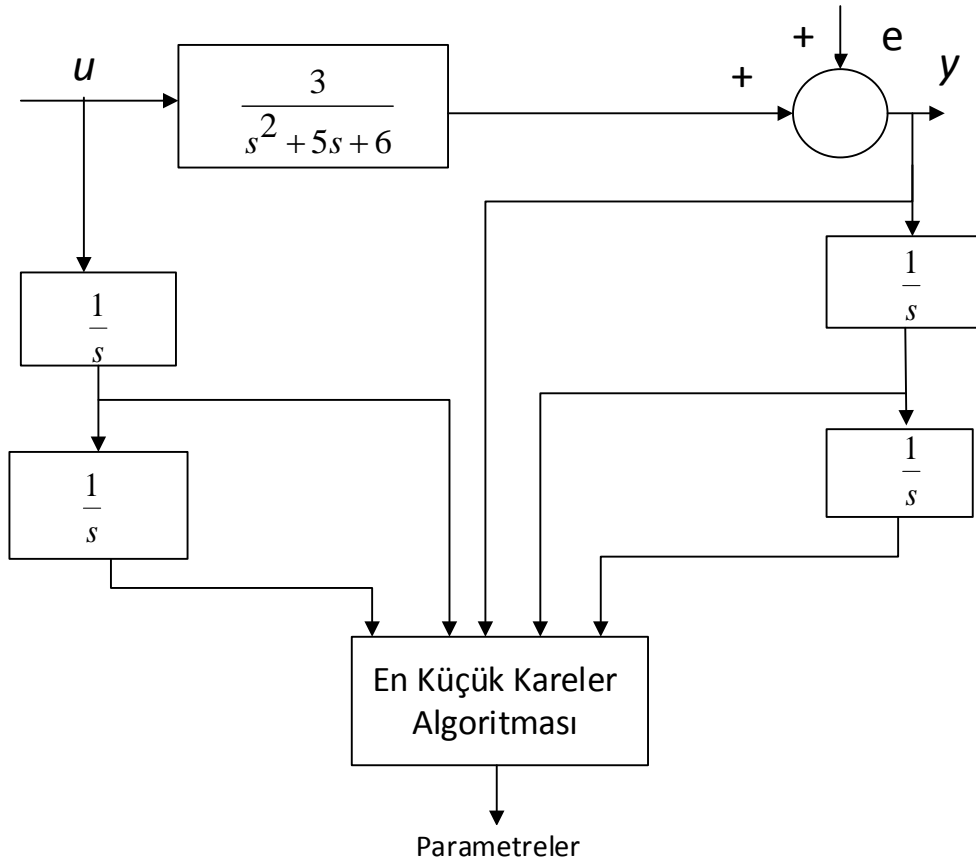 + e
u
+
y
3
s^2 + 5s + 6
1
s
1
s
1
s
1
s
En Küçük Kareler
Algoritması
Parametreler